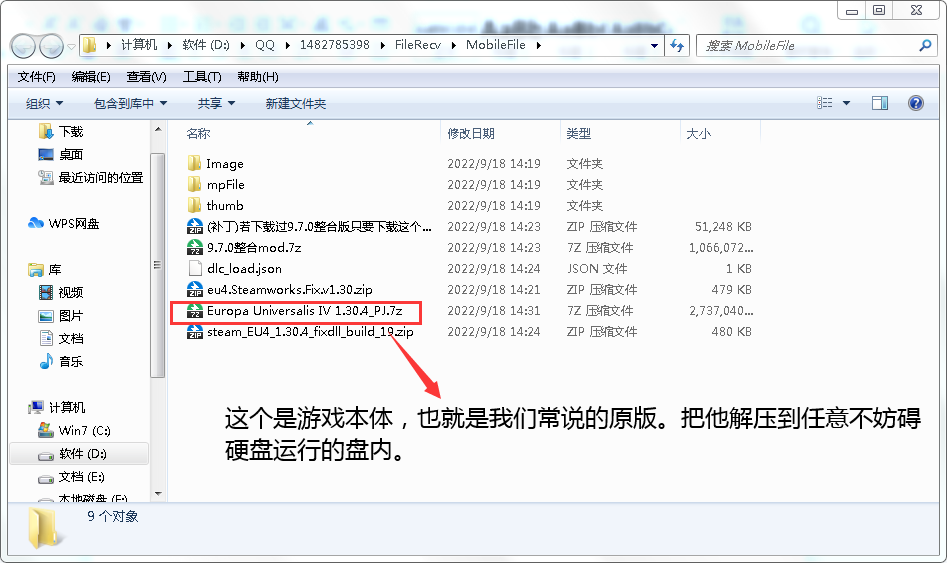 计算机 软件 (D:) QQ 1482785398 FileRecv MobileFile 搜索 MobileFile
文件(F) 编辑(E) 查看(V) 工具(T) 帮助(H)
组织 包含到库中 共享 新建文件夹
下载
桌面
最近访问的位置
WPS网盘
库
视频
图片
文档
音乐
计算机
Win7 (C:)
软件 (D:)
文档 (E:)
本地磁盘 (F:)
名称 修改日期 类型 大小
Image 2022/9/18 14:19 文件夹
mpFile 2022/9/18 14:19 文件夹
thumb 2022/9/18 14:19 文件夹
(补丁)若下载过9.7.0整合版只要下载这个... 2022/9/18 14:23 ZIP 压缩文件 51,248 KB
9.7.0整合mod.7z 2022/9/18 14:23 7Z 压缩文件 1,066,072...
dlc_load.json 2022/9/18 14:24 JSON 文件 1 KB
eu4.Steamworks.Fix.v1.30.zip 2022/9/18 14:21 ZIP 压缩文件 479 KB
Europa Universalis IV 1.30.4_PJ.7z 2022/9/18 14:31 7Z 压缩文件 2,737,040...
steam_EU4_1.30.4_fixdll_build_19.zip 2022/9/18 14:24 ZIP 压缩文件 480 KB
这个是游戏本体，也就是我们常说的原版。把他解压到任意不妨碍
硬盘运行的盘内。
9 个对象